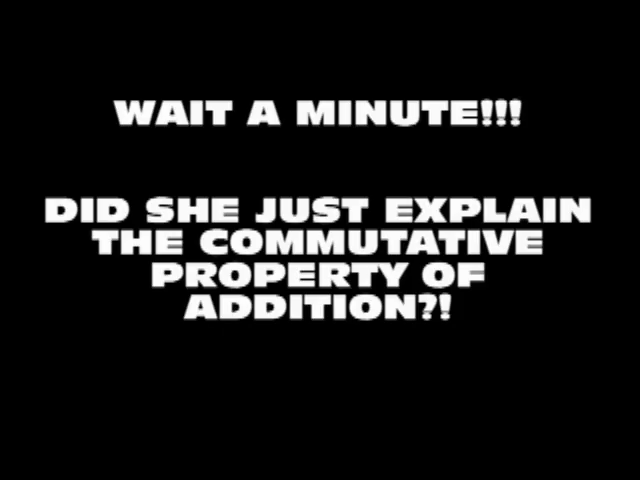 WAIT A MINUTE!!!
DID SHE JUST EXPLAIN
THE COMMUTATIVE
PROPERTY OF
ADDITION?!